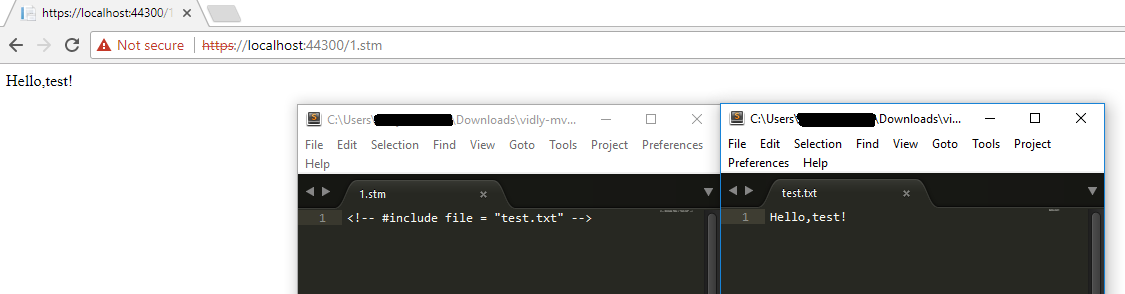 https://localhost:44300/1
Not secure https://localhost:44300/1.stm
Hello,test!
C:\Users\ \Downloads\vidly-mv...
File Edit Selection Find View Goto Tools Project Preferences
Help
1.stm
1 <!-- #include file = "test.txt" -->
C:\Users\ \Downloads\vi...
File Edit Selection Find View Goto Tools Project
Preferences Help
test.txt
1 Hello,test!